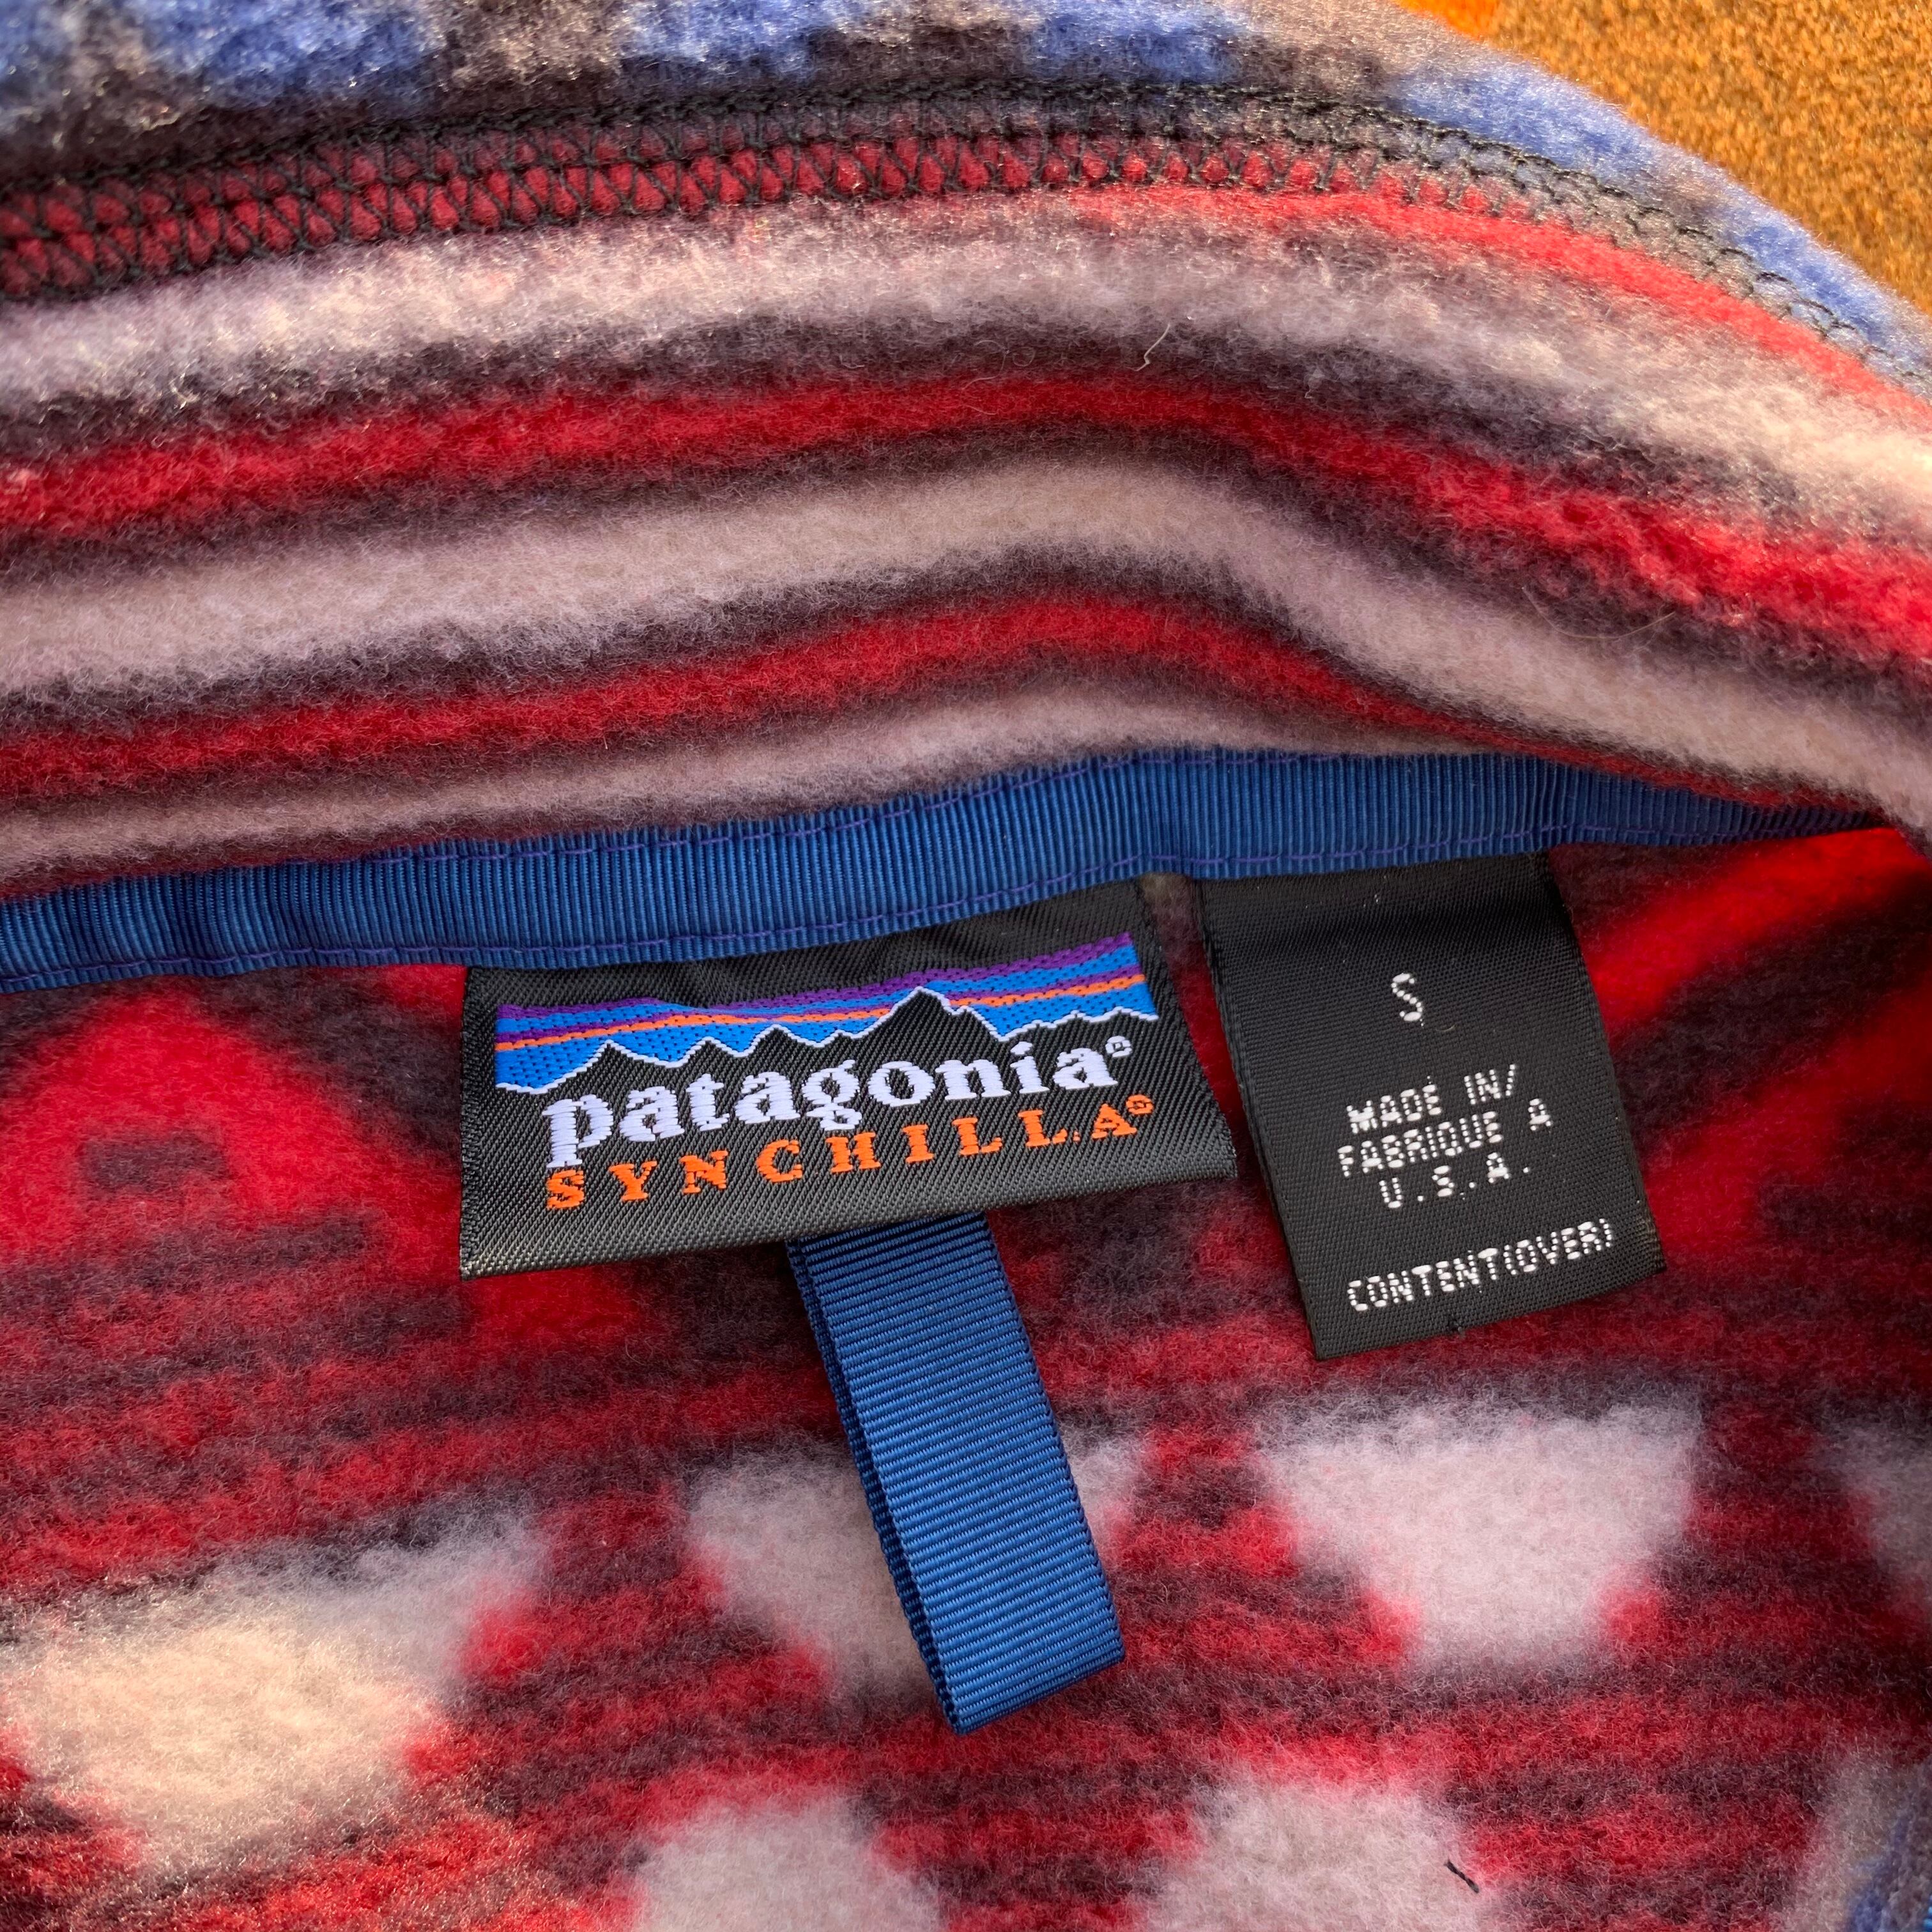 patagonia®
SYNCHILLA®
S
MADE IN/
FABRIQUE A
U.S.A.
CONTENT(OVER)